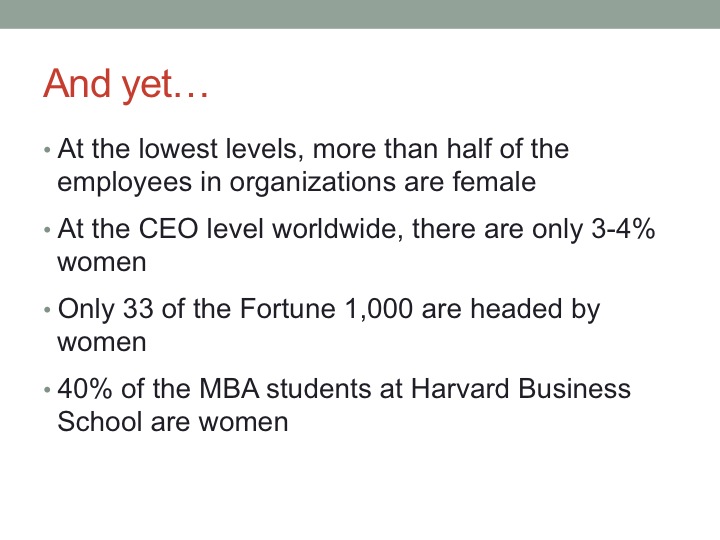 And yet…
• At the lowest levels, more than half of the
employees in organizations are female
• At the CEO level worldwide, there are only 3-4%
women
• Only 33 of the Fortune 1,000 are headed by
women
• 40% of the MBA students at Harvard Business
School are women